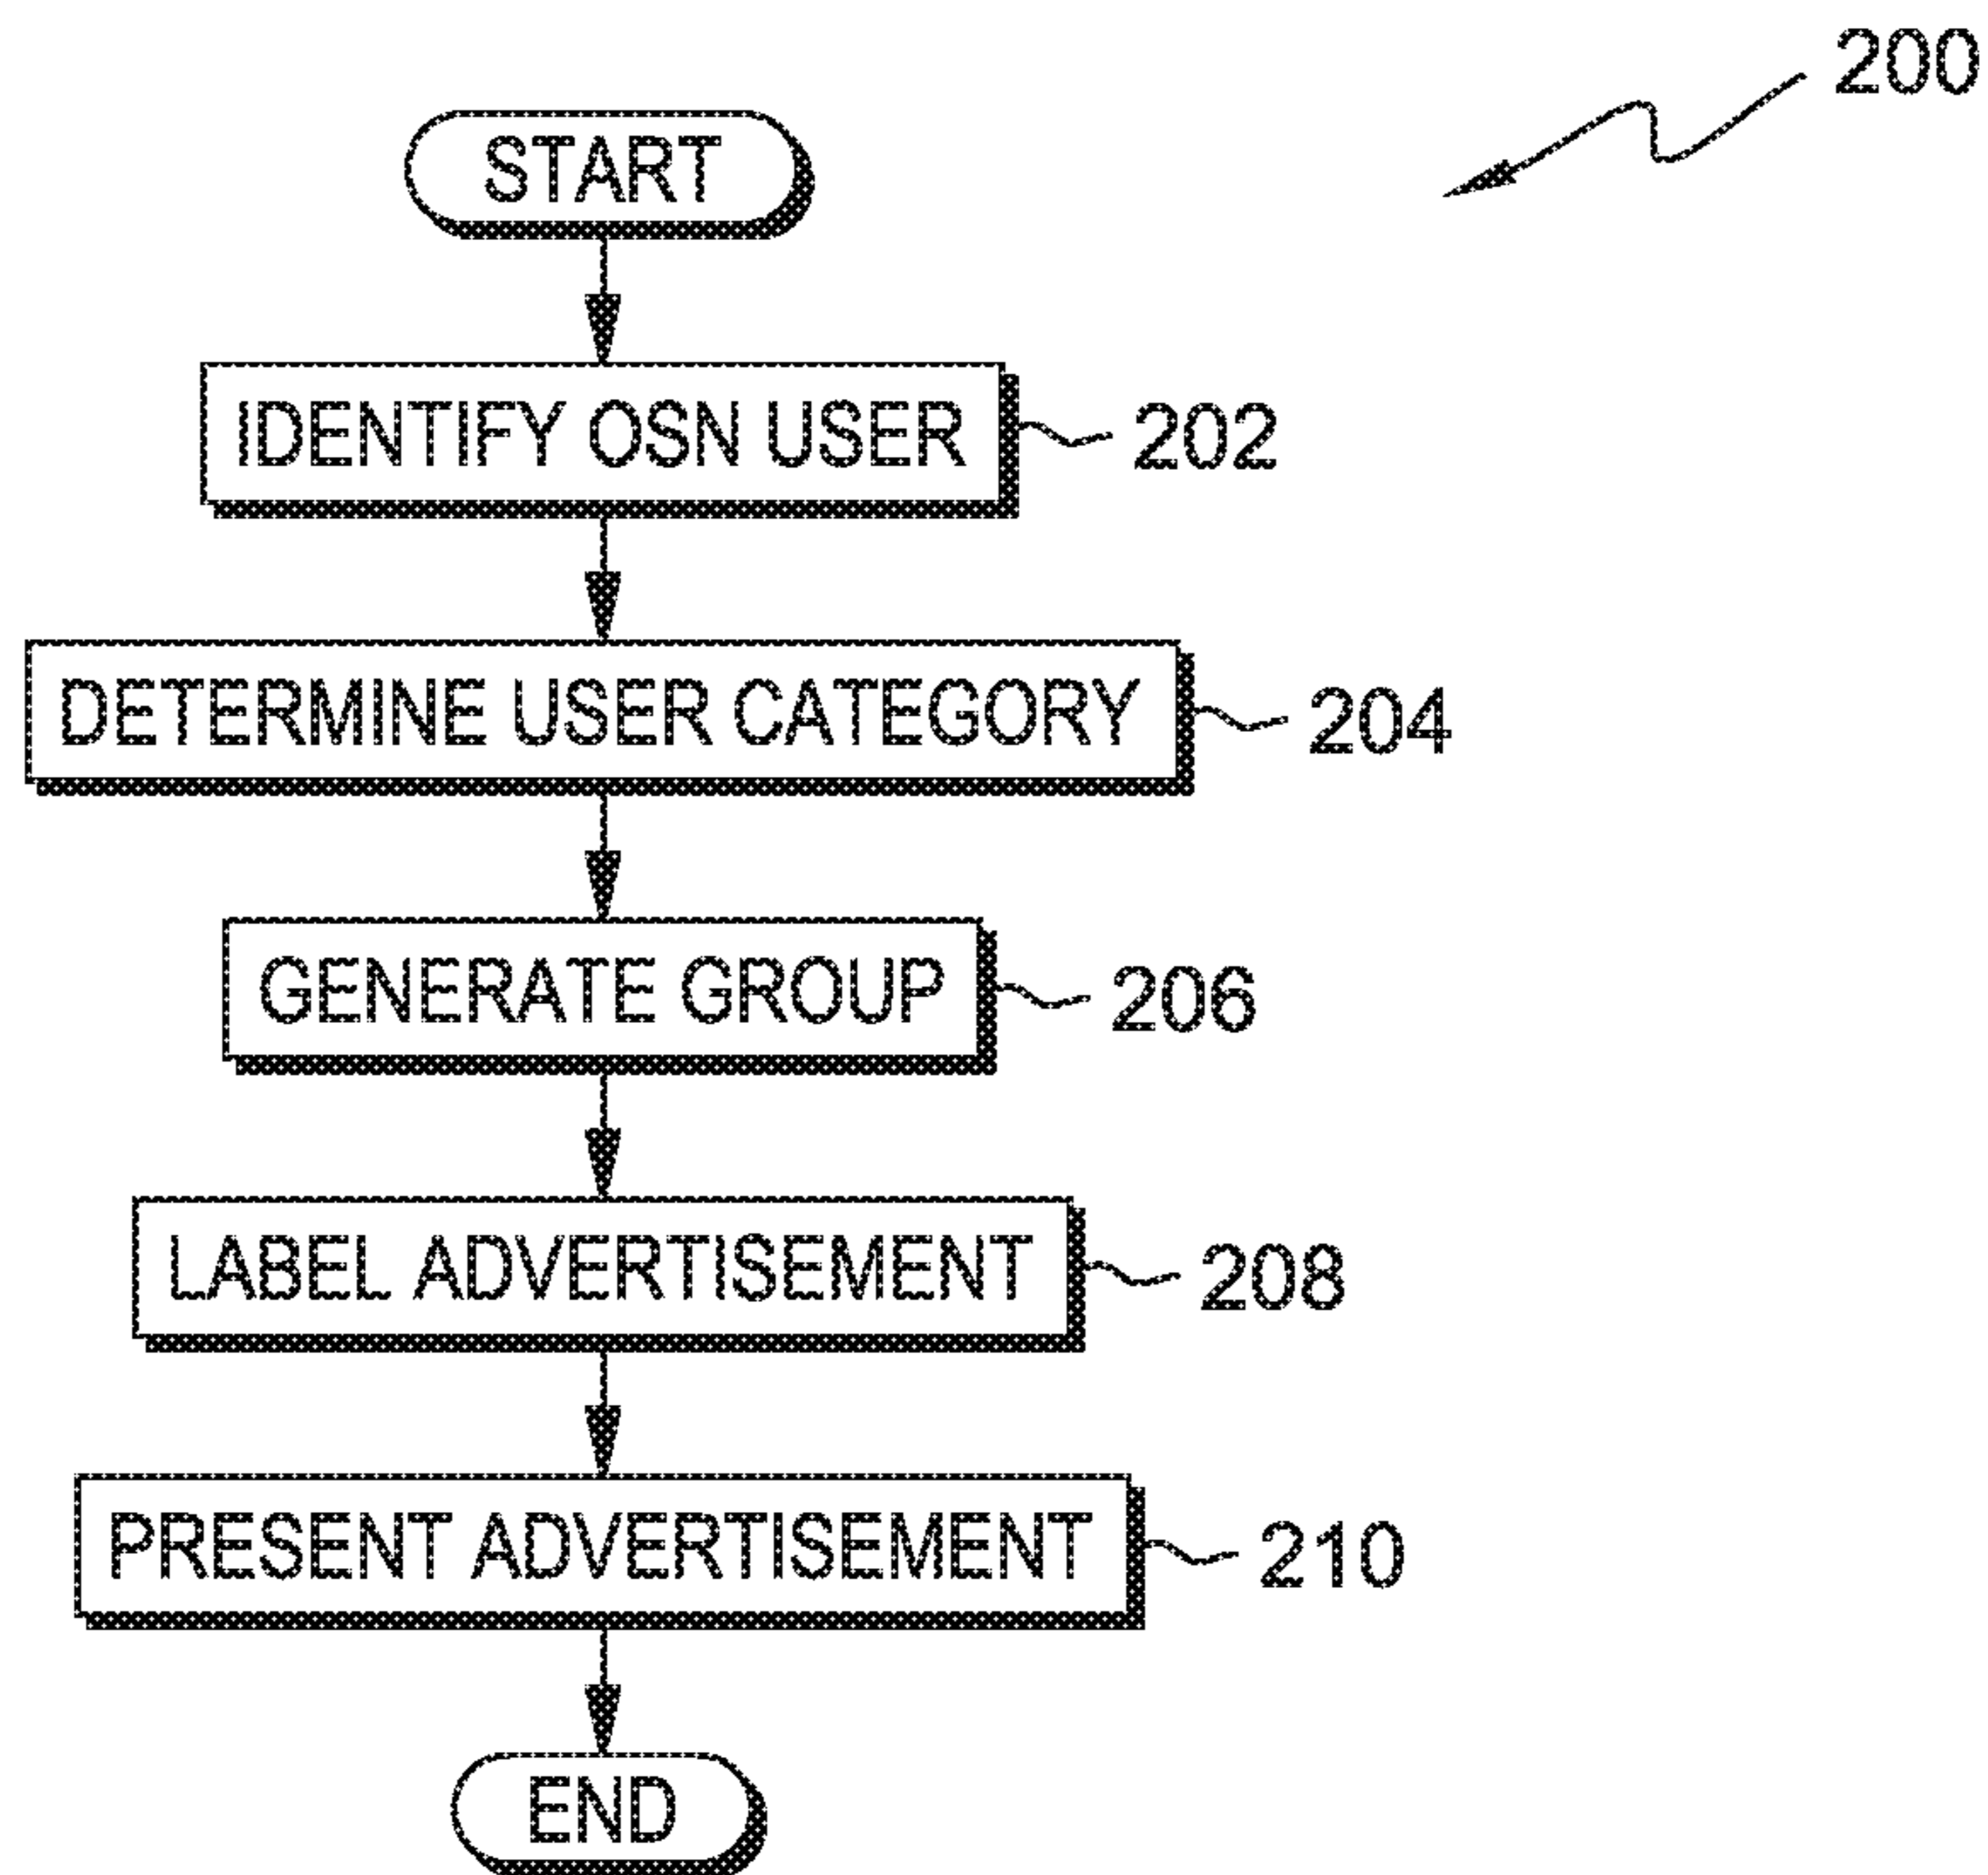 200
START
IDENTIFY OSN USER 202
DETERMINE USER CATEGORY 204
GENERATE GROUP 206
LABEL ADVERTISEMENT 208
PRESENT ADVERTISEMENT 210
END